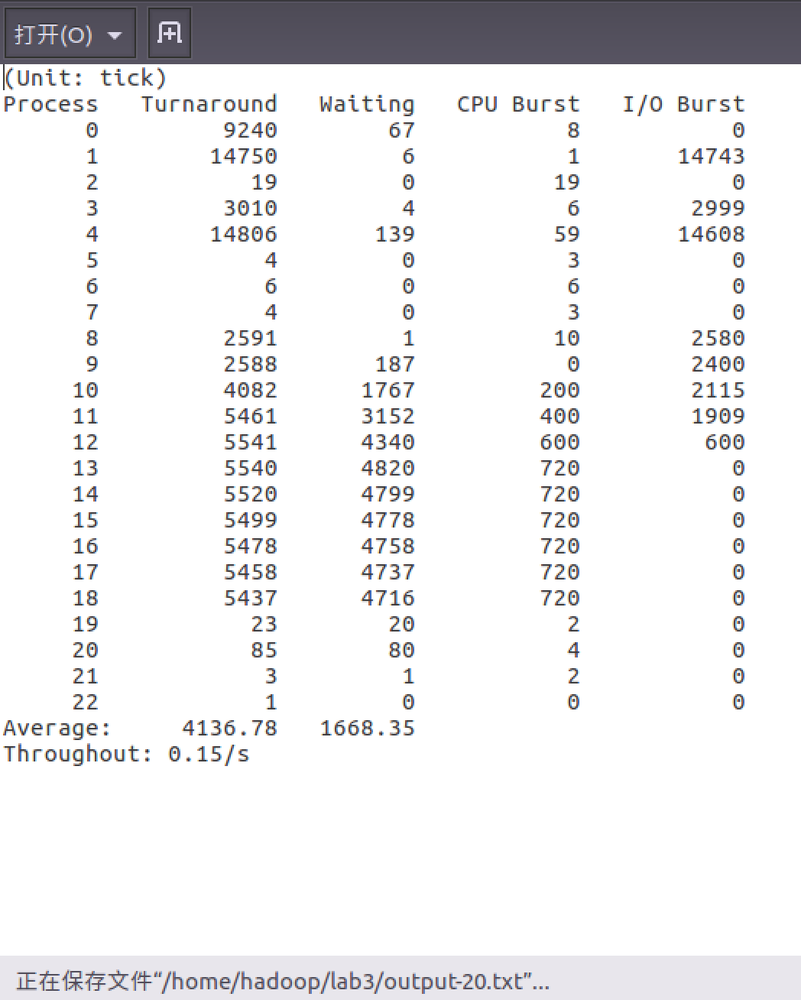 打开(O)
(Unit: tick)
Process Turnaround Waiting CPU Burst I/O Burst
0 9240 67 8 0
1 14750 6 1 14743
2 19 0 19 0
3 3010 4 6 2999
4 14806 139 59 14608
5 4 0 3 0
6 6 0 6 0
7 4 0 3 0
8 2591 1 10 2580
9 2588 187 0 2400
10 4082 1767 200 2115
11 5461 3152 400 1909
12 5541 4340 600 600
13 5540 4820 720 0
14 5520 4799 720 0
15 5499 4778 720 0
16 5478 4758 720 0
17 5458 4737 720 0
18 5437 4716 720 0
19 23 20 2 0
20 85 80 4 0
21 3 1 2 0
22 1 0 0 0
Average: 4136.78 1668.35
Throughout: 0.15/s
正在保存文件“/home/hadoop/lab3/output-20.txt”...